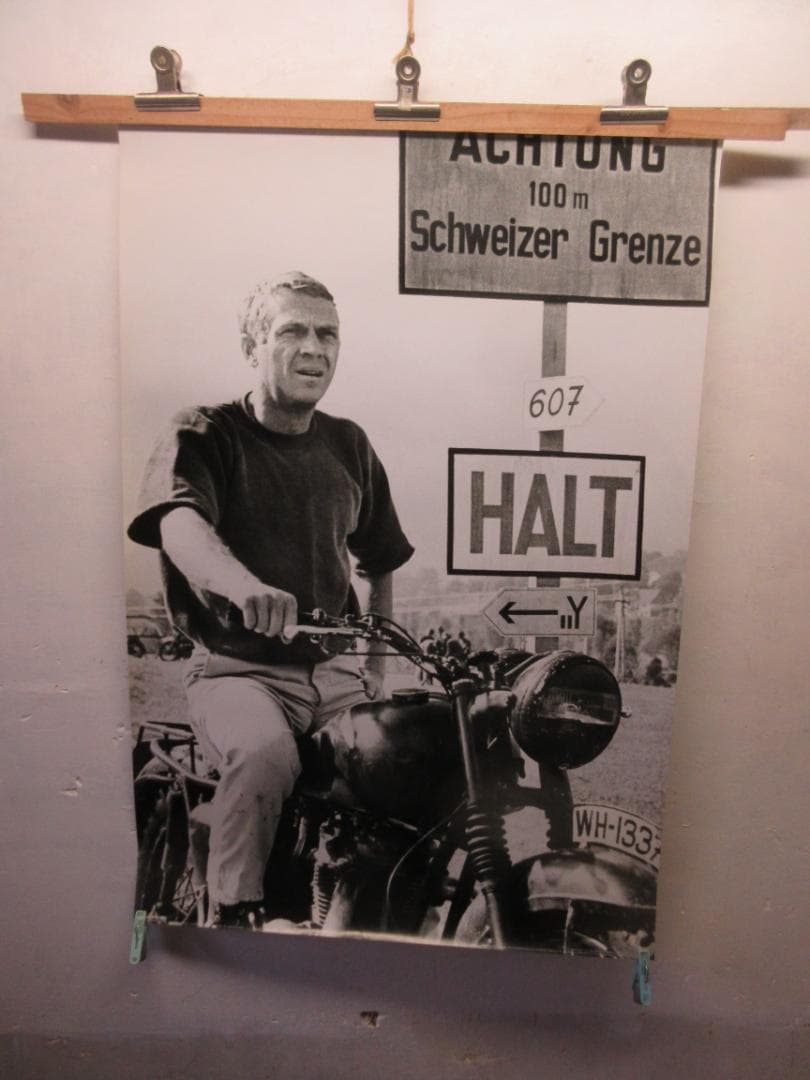 ACHTUNG
100 m
Schweizer Grenze
607
HALT
WH-1337